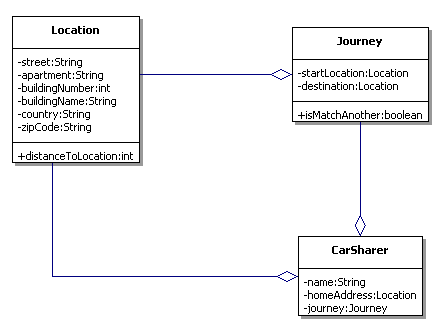 Location
-street:String
-apartment:String
-buildingNumber:int
-buildingName:String
-country:String
-zipCode:String
+distanceToLocation:int
Journey
-startLocation:Location
-destination:Location
+isMatchAnother:boolean
CarSharer
-name:String
-homeAddress:Location
-journey:Journey